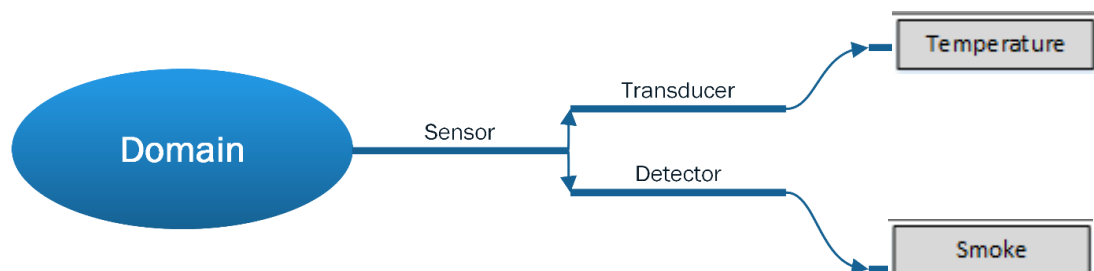 Domain
Sensor
Transducer
Temperature
Detector
Smoke